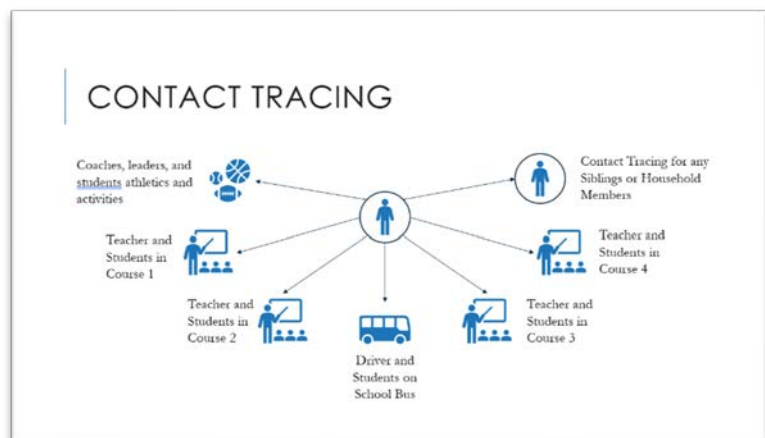 CONTACT TRACING
Coaches, leaders, and
students athletics and
activities
Contact Tracing for any
Siblings or Household
Members
Teacher and
Students in
Course 1
Teacher and
Students in
Course 4
Teacher and
Students in
Course 2
Teacher and
Students in
Course 3
Driver and
Students on
School Bus